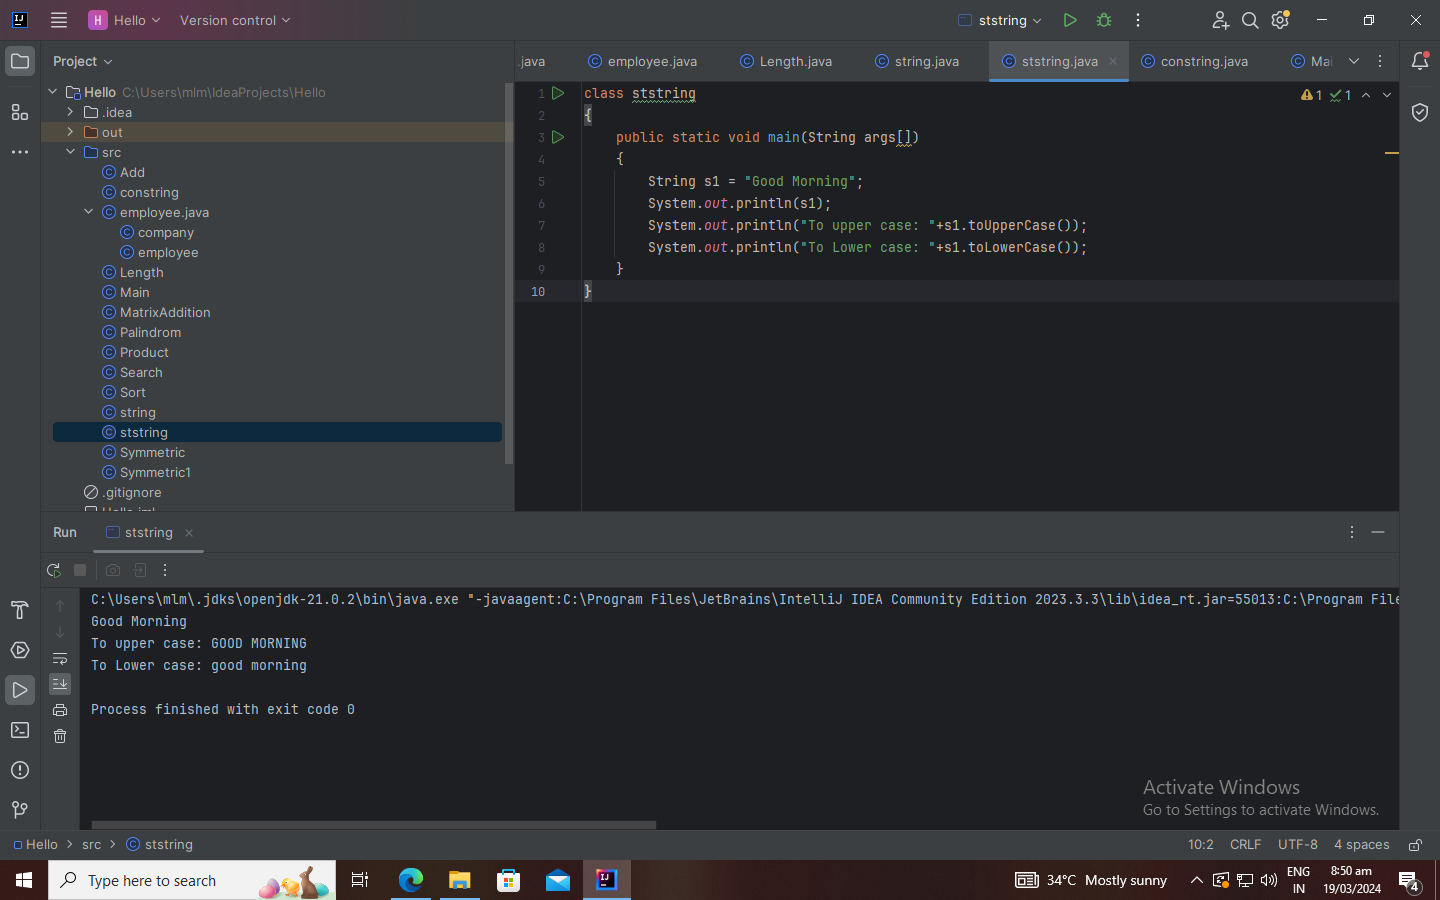 H Hello Version control ststring
Project
.java employee.java Length.java string.java ststring.java constring.java Mai
Hello C:\Users\mlm\IdeaProjects\Hello
.idea
out
src
Add
constring
employee.java
company
employee
Length
Main
MatrixAddition
Palindrom
Product
Search
Sort
string
ststring
Symmetric
Symmetric1
.gitignore
1 class ststring
2 {
3 public static void main(String args[])
4 {
5 String s1 = "Good Morning";
6 System.out.println(s1);
7 System.out.println("To upper case: "+s1.toUpperCase());
8 System.out.println("To Lower case: "+s1.toLowerCase());
9 }
10 }
1 1
Run ststring
C:\Users\mlm\.jdks\openjdk-21.0.2\bin\java.exe "-javaagent:C:\Program Files\JetBrains\IntelliJ IDEA Community Edition 2023.3.3\lib\idea_rt.jar=55013:C:\Program File
Good Morning
To upper case: GOOD MORNING
To Lower case: good morning
Process finished with exit code 0
Activate Windows
Go to Settings to activate Windows.
Hello src ststring 10:2 CRLF UTF-8 4 spaces
Type here to search
34°C Mostly sunny
ENG
IN
8:50 am
19/03/2024
4